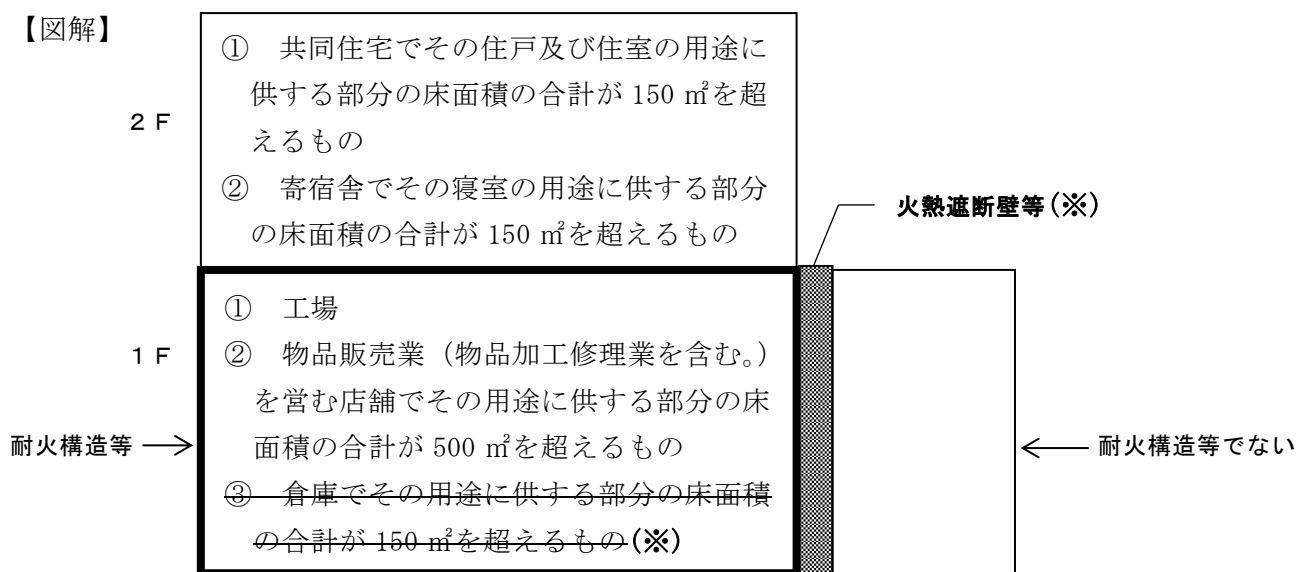 【図解】
① 共同住宅でその住戸及び住室の用途に
供する部分の床面積の合計が 150 ㎡を超
えるもの
② 寄宿舎でその寝室の用途に供する部分
の床面積の合計が 150 ㎡を超えるもの
2 F
火熱遮断壁等(※)
① 工場
② 物品販売業（物品加工修理業を含む。）
を営む店舗でその用途に供する部分の床
面積の合計が 500 ㎡を超えるもの
③ 倉庫でその用途に供する部分の床面積
の合計が 150 ㎡を超えるもの(※)
1 F
耐火構造等
耐火構造等でない